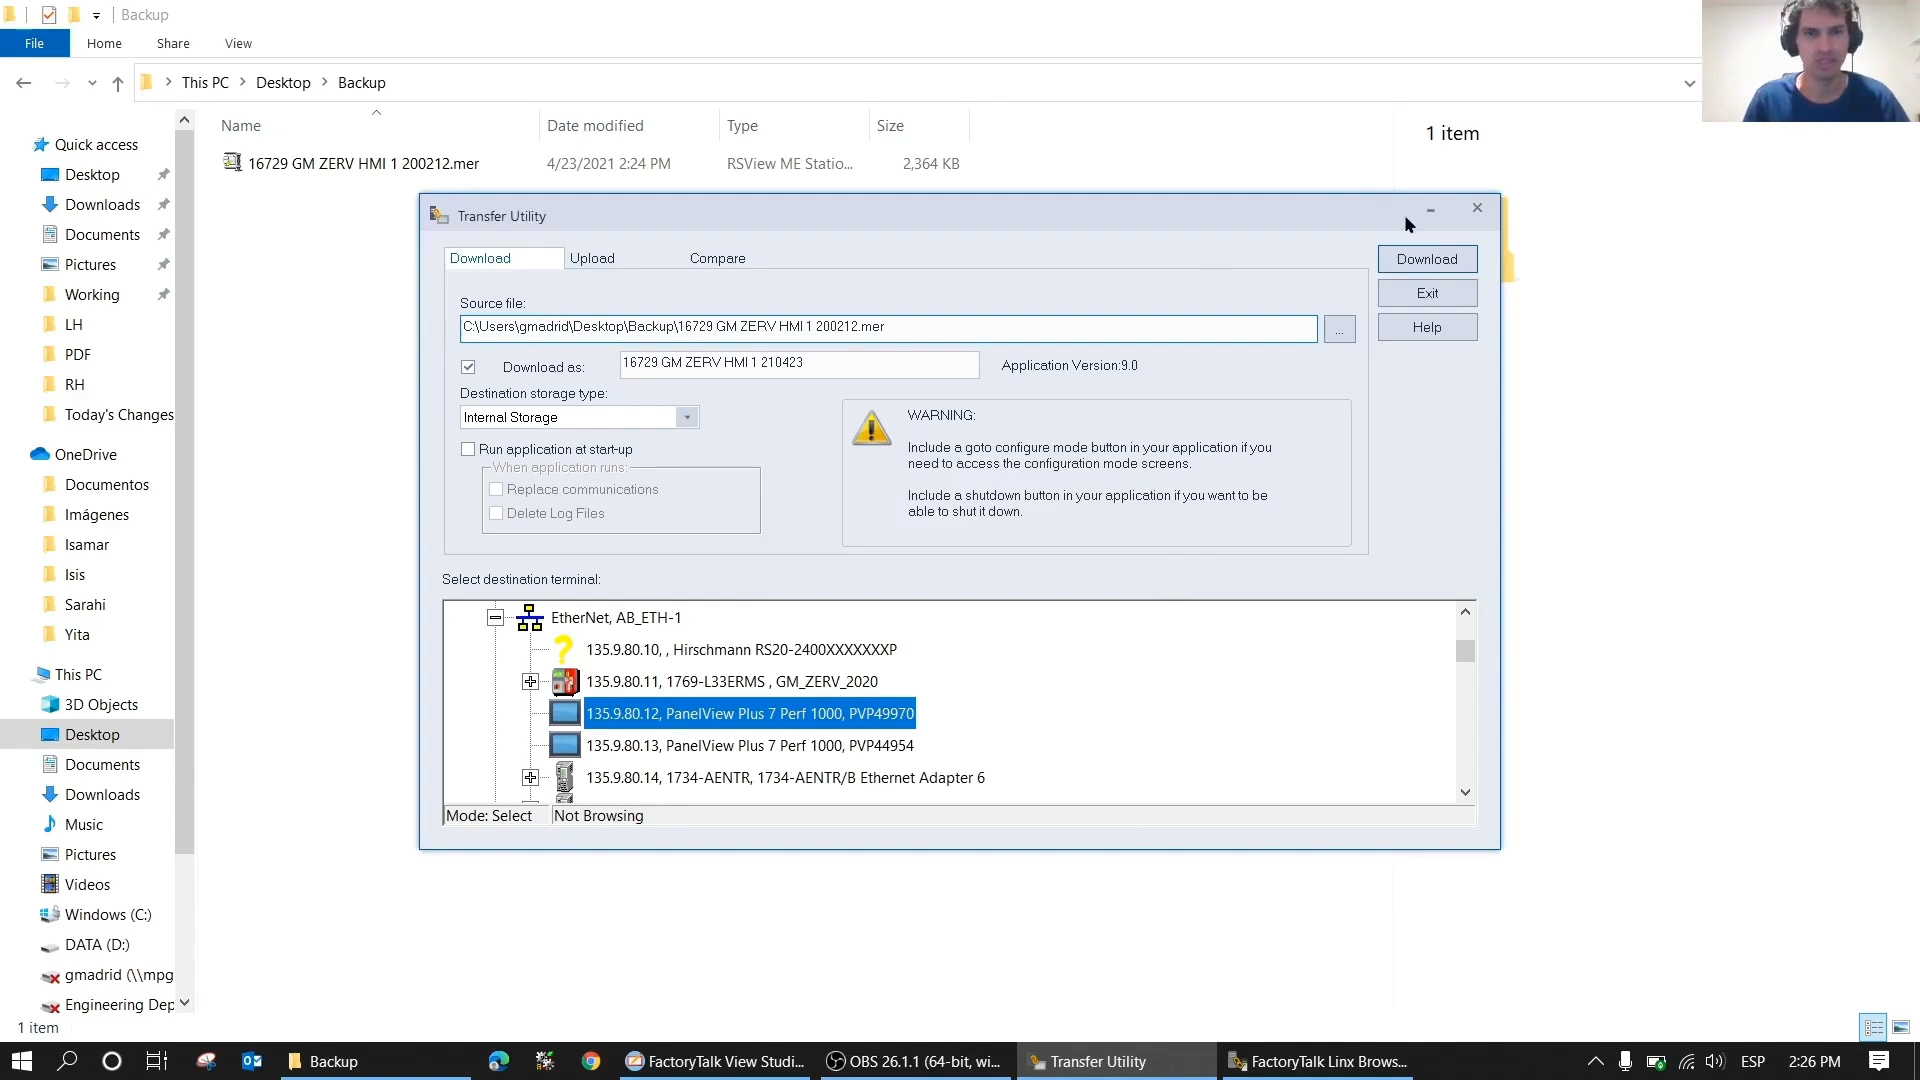 Backup
File
Home
Share
View
This PC
Desktop
Backup
Name
Date modified
Type
Size
1 item
16729 GM ZERV HMI 1 200212.mer
4/23/2021 2:24 PM
RSView ME Statio...
2,364 KB
Quick access
Desktop
Downloads
Documents
Pictures
Working
LH
PDF
RH
Today's Changes
OneDrive
Documentos
Imágenes
Isamar
Isis
Sarahi
Yita
This PC
3D Objects
Desktop
Documents
Downloads
Music
Pictures
Videos
Windows (C:)
DATA (D:)
gmadrid (\\mpg
Engineering Dep
1 item
Transfer Utility
Download
Upload
Compare
Download
Exit
Help
Source file:
C:\Users\gmadrid\Desktop\Backup\16729 GM ZERV HMI 1 200212.mer
...
Download as:
16729 GM ZERV HMI 1 210423
Application Version:9.0
Destination storage type:
Internal Storage
Run application at start-up
When application runs:
Replace communications
Delete Log Files
WARNING:
Include a goto configure mode button in your application if you
need to access the configuration mode screens.
Include a shutdown button in your application if you want to be
able to shut it down.
Select destination terminal:
EtherNet, AB_ETH-1
135.9.80.10, , Hirschmann RS20-2400XXXXXXXP
135.9.80.11, 1769-L33ERMS , GM_ZERV_2020
135.9.80.12, PanelView Plus 7 Perf 1000, PVP49970
135.9.80.13, PanelView Plus 7 Perf 1000, PVP44954
135.9.80.14, 1734-AENTR, 1734-AENTR/B Ethernet Adapter 6
Mode: Select
Not Browsing
Backup
FactoryTalk View Studi...
OBS 26.1.1 (64-bit, wi...
Transfer Utility
FactoryTalk Linx Brows...
ESP
2:26 PM